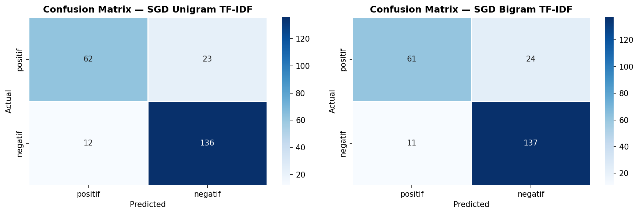 Confusion Matrix — SGD Unigram TF-IDF
positif
62
23
negatif
12
136
Actual
positif
negatif
Predicted
120
100
80
60
40
20
Confusion Matrix — SGD Bigram TF-IDF
positif
61
24
negatif
11
137
Actual
positif
negatif
Predicted
120
100
80
60
40
20